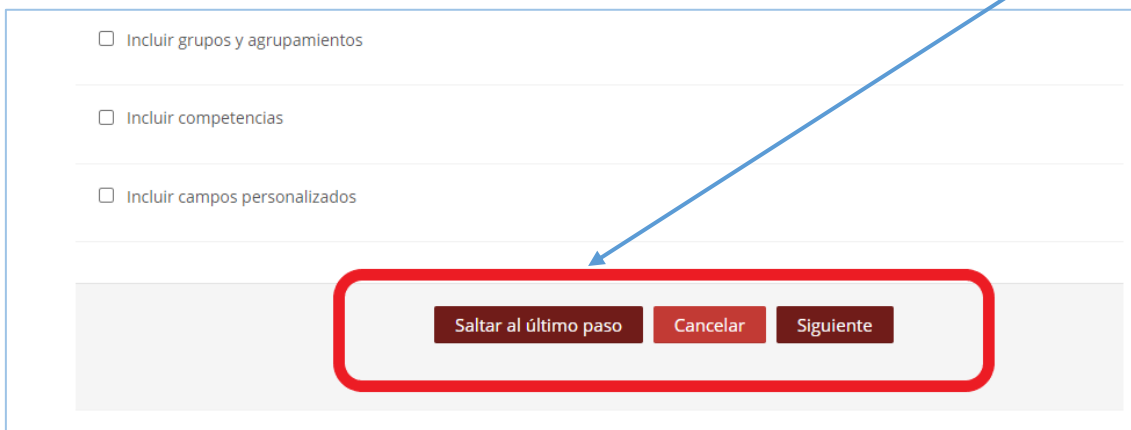 Incluir grupos y agrupamientos
Incluir competencias
Incluir campos personalizados
Saltar al último paso Cancelar Siguiente